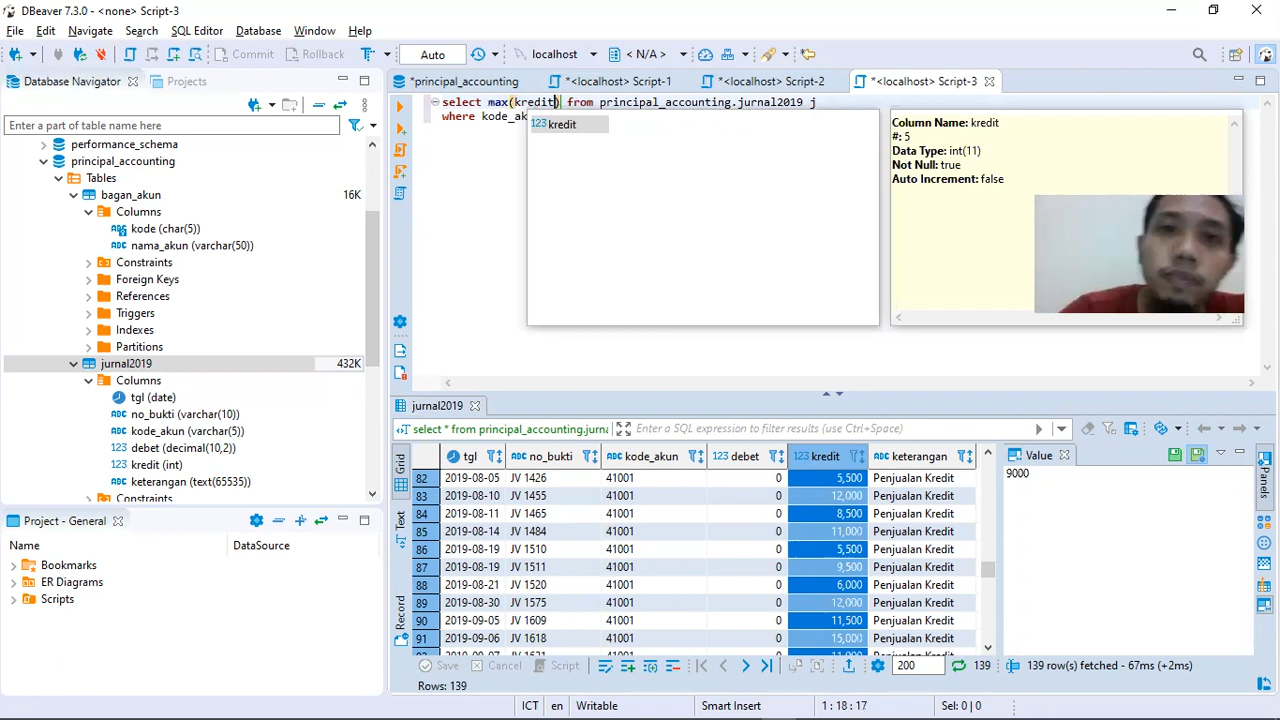 DBeaver 7.3.0 - <none> Script-3
File Edit Navigate Search SQL Editor Database Window Help
Commit Rollback Auto localhost < N/A >
Database Navigator Projects
*principal_accounting *<localhost> Script-1 *<localhost> Script-2 *<localhost> Script-3
Enter a part of table name here
performance_schema
principal_accounting
Tables
bagan_akun 16K
Columns
kode (char(5))
nama_akun (varchar(50))
Constraints
Foreign Keys
References
Triggers
Indexes
Partitions
jurnal2019 432K
Columns
tgl (date)
no_bukti (varchar(10))
kode_akun (varchar(5))
debet (decimal(10,2))
kredit (int)
keterangan (text(65535))
Constraints
select max(kredit) from principal_accounting.jurnal2019 j
where kode_ak
123 kredit
Column Name: kredit
#: 5
Data Type: int(11)
Not Null: true
Auto Increment: false
Project - General
Name DataSource
Bookmarks
ER Diagrams
Scripts
jurnal2019
select * from principal_accounting.jurna Enter a SQL expression to filter results (use Ctrl+Space)
Grid
Text
Record
tgl ABC no_bukti ABC kode_akun 123 debet 123 kredit ABC keterangan
82 2019-08-05 JV 1426 41001 0 5,500 Penjualan Kredit
83 2019-08-10 JV 1455 41001 0 12,000 Penjualan Kredit
84 2019-08-11 JV 1465 41001 0 8,500 Penjualan Kredit
85 2019-08-14 JV 1484 41001 0 11,000 Penjualan Kredit
86 2019-08-19 JV 1510 41001 0 5,500 Penjualan Kredit
87 2019-08-19 JV 1511 41001 0 9,500 Penjualan Kredit
88 2019-08-21 JV 1520 41001 0 6,000 Penjualan Kredit
89 2019-08-30 JV 1575 41001 0 12,000 Penjualan Kredit
90 2019-09-05 JV 1609 41001 0 11,500 Penjualan Kredit
91 2019-09-06 JV 1618 41001 0 15,000 Penjualan Kredit
Value
9000
Panels
Save Cancel Script 200 139 139 row(s) fetched - 67ms (+2ms)
Rows: 139
ICT en Writable Smart Insert 1 : 18 : 17 Sel: 0 | 0